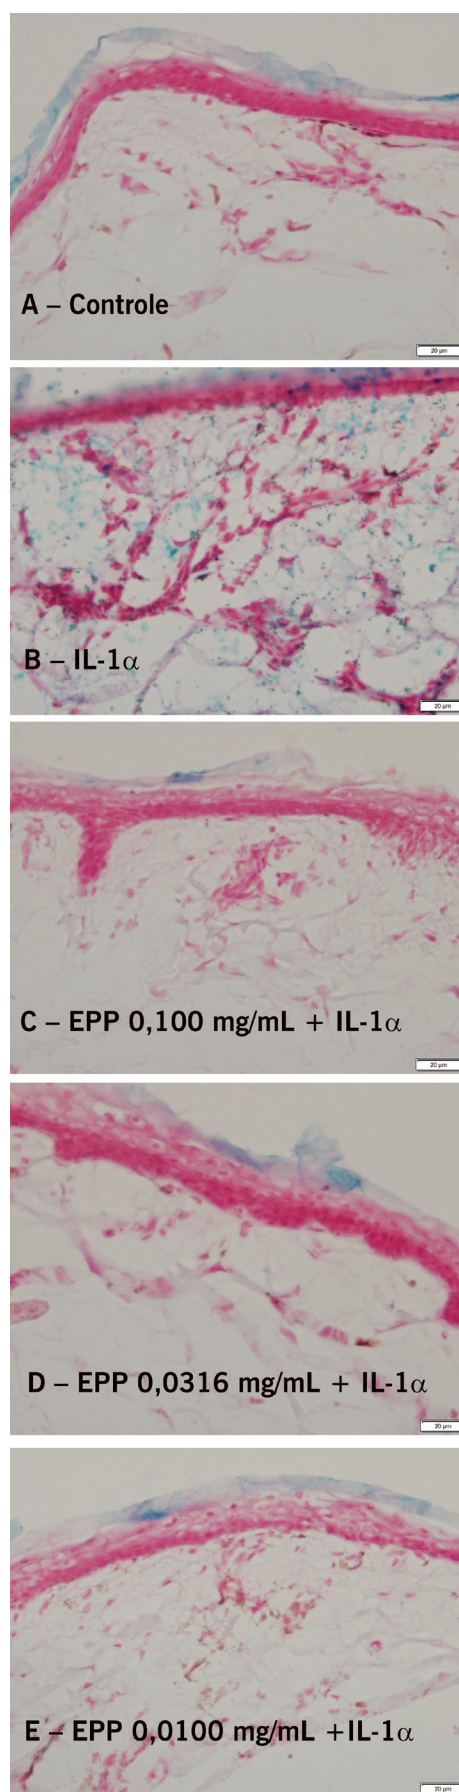 A – Controle
20 µm
B – IL-1α
20 µm
C – EPP 0,100 mg/mL + IL-1α
20 µm
D – EPP 0,0316 mg/mL + IL-1α
20 µm
E – EPP 0,0100 mg/mL +IL-1α
20 µm